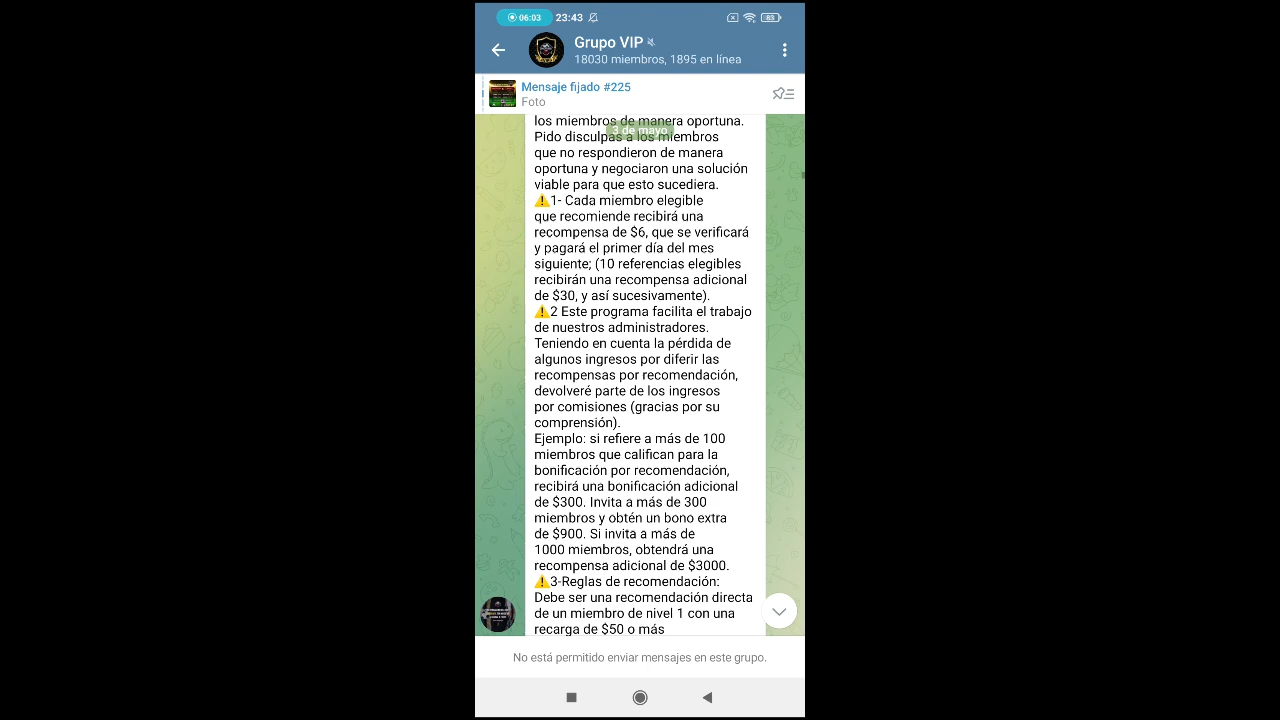 06:03 23:43 83
Grupo VIP
18030 miembros, 1895 en línea
Mensaje fijado #225
Foto
los miembros de manera oportuna.
3 de mayo
Pido disculpas a los miembros
que no respondieron de manera
oportuna y negociaron una solución
viable para que esto sucediera.
⚠️1- Cada miembro elegible
que recomiende recibirá una
recompensa de $6, que se verificará
y pagará el primer día del mes
siguiente; (10 referencias elegibles
recibirán una recompensa adicional
de $30, y así sucesivamente).
⚠️2 Este programa facilita el trabajo
de nuestros administradores.
Teniendo en cuenta la pérdida de
algunos ingresos por diferir las
recompensas por recomendación,
devolveré parte de los ingresos
por comisiones (gracias por su
comprensión).
Ejemplo: si refiere a más de 100
miembros que califican para la
bonificación por recomendación,
recibirá una bonificación adicional
de $300. Invita a más de 300
miembros y obtén un bono extra
de $900. Si invita a más de
1000 miembros, obtendrá una
recompensa adicional de $3000.
⚠️3-Reglas de recomendación:
Debe ser una recomendación directa
de un miembro de nivel 1 con una
recarga de $50 o más
No está permitido enviar mensajes en este grupo.